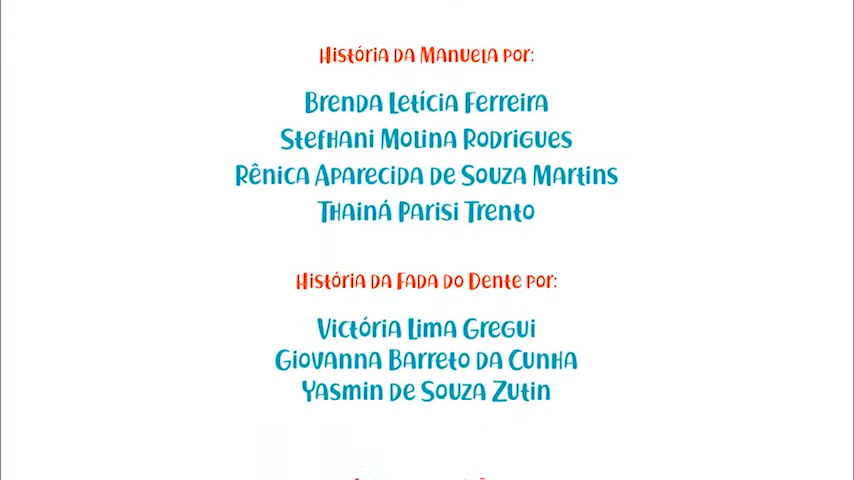 História da Manuela por:
Brenda Letícia Ferreira
Stefhani Molina Rodrigues
Rênica Aparecida de Souza Martins
Thainá Parisi Trento
História da Fada do Dente por:
Victória Lima Gregui
Giovanna Barreto da Cunha
Yasmin de Souza Zutin